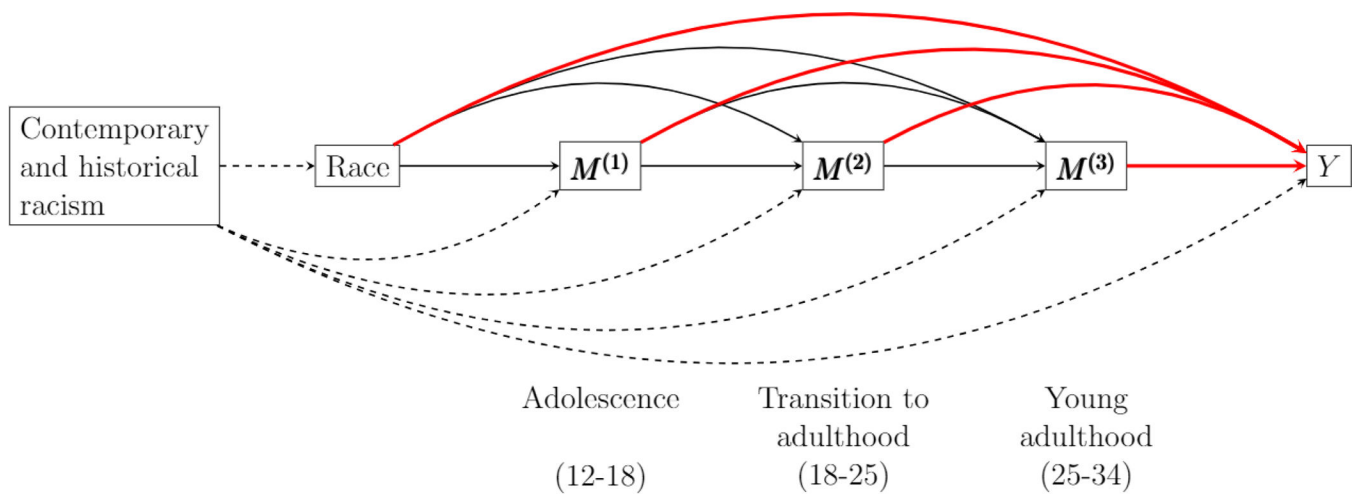 Contemporary
and historical
racism
Race
M(1)
M(2)
M(3)
Y
Adolescence
(12-18)
Transition to
adulthood
(18-25)
Young
adulthood
(25-34)